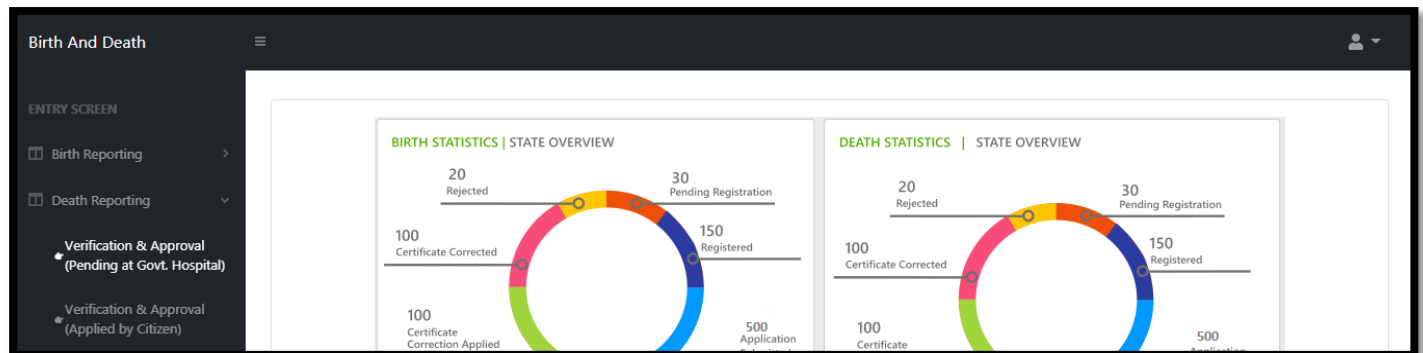 Birth And Death
ENTRY SCREEN
Birth Reporting
Death Reporting
Verification & Approval
(Pending at Govt. Hospital)
Verification & Approval
(Applied by Citizen)
BIRTH STATISTICS | STATE OVERVIEW
20
Rejected
30
Pending Registration
100
Certificate Corrected
150
Registered
100
Certificate
Correction Applied
500
Application
DEATH STATISTICS | STATE OVERVIEW
20
Rejected
30
Pending Registration
100
Certificate Corrected
150
Registered
100
Certificate
500